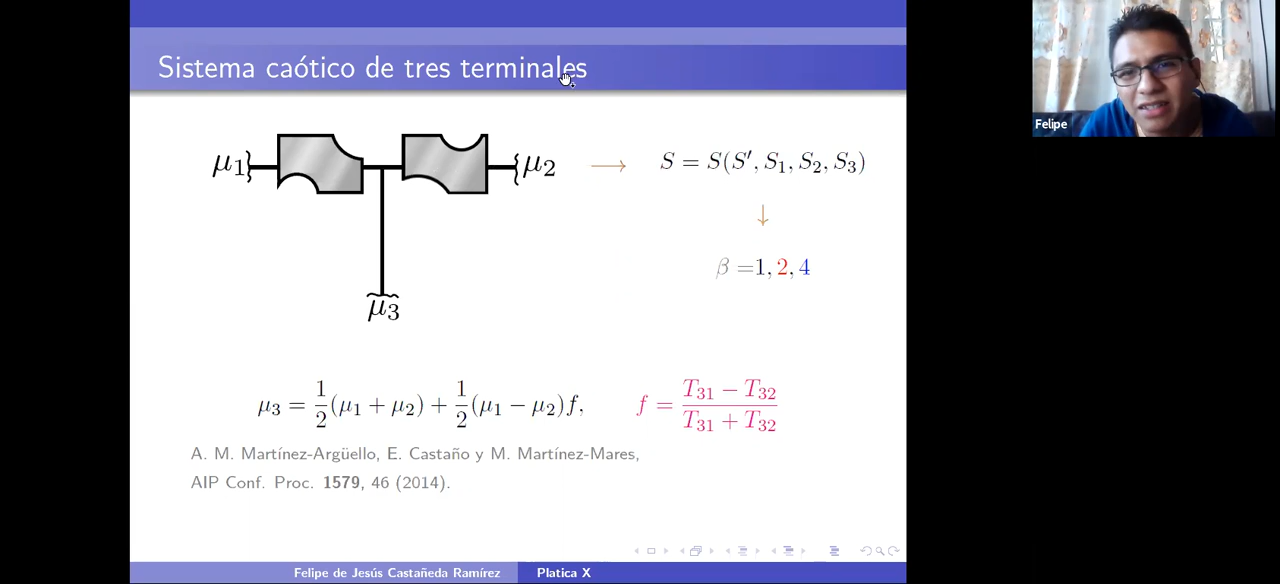 Sistema caótico de tres terminales
μ1
μ2
⟶ S = S(S′, S1, S2, S3)
↓
β =1, 2, 4
μ3
μ3 = 1/2(μ1 + μ2) + 1/2(μ1 − μ2)f, f = (T31 − T32)/(T31 + T32)
A. M. Martínez-Argüello, E. Castaño y M. Martínez-Mares,
AIP Conf. Proc. 1579, 46 (2014).
Felipe de Jesús Castañeda Ramírez Platica X
Felipe